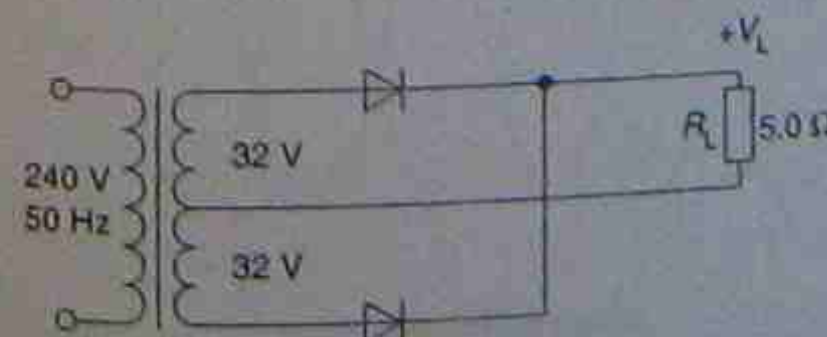 +V_L
32 V
R_L 5.0 Ω
240 V
50 Hz
32 V